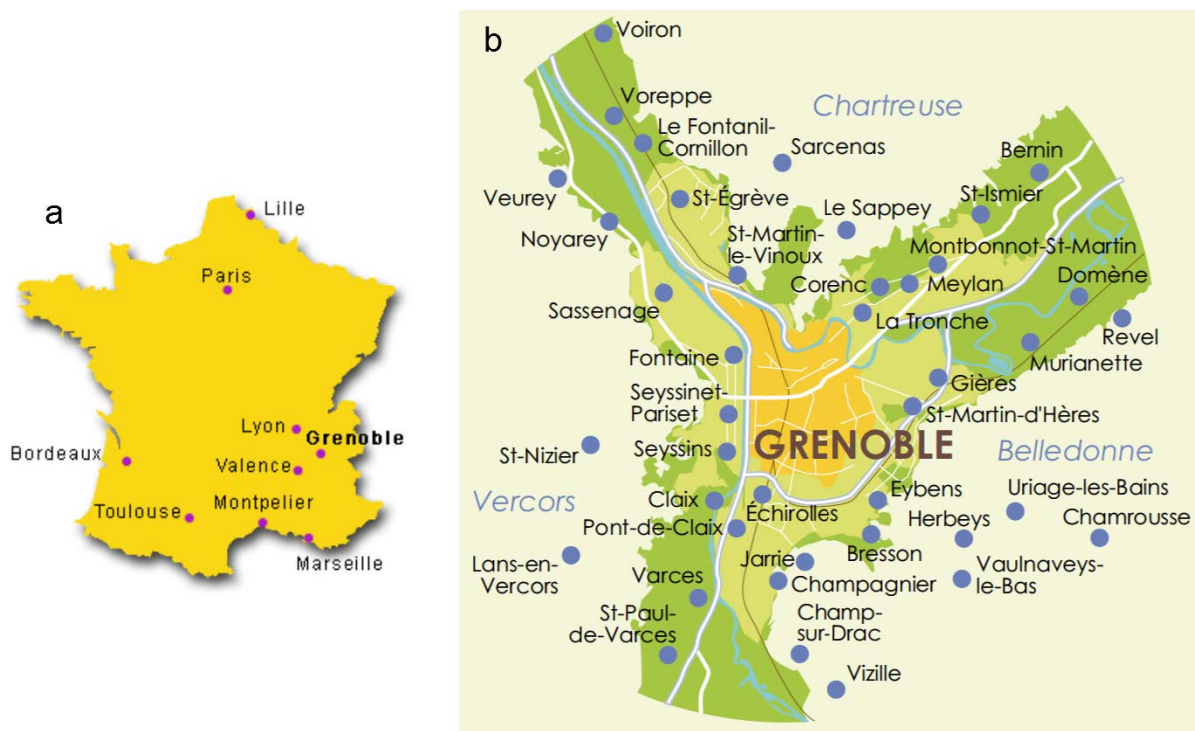 a
Lille
Paris
Lyon
Grenoble
Bordeaux
Valence
Toulouse
Montpelier
Marseille
b
Voiron
Voreppe
Chartreuse
Le Fontanil-
Cornillon
Sarcenas
Bernin
Veurey
St-Égrève
St-Ismier
Le Sappey
Noyarey
St-Martin-
le-Vinoux
Montbonnot-St-Martin
Corenc
Meylan
Domène
Sassenage
La Tronche
Revel
Fontaine
Murianette
Gières
Seyssinet-
Pariset
St-Martin-d'Hères
St-Nizier
Seyssins
GRENOBLE
Belledonne
Vercors
Claix
Eybens
Uriage-les-Bains
Échirolles
Herbeys
Chamrousse
Pont-de-Claix
Bresson
Lans-en-
Vercors
Jarrie
Vaulnaveys-
le-Bas
Varces
Champagnier
St-Paul-
de-Varces
Champ-
sur-Drac
Vizille